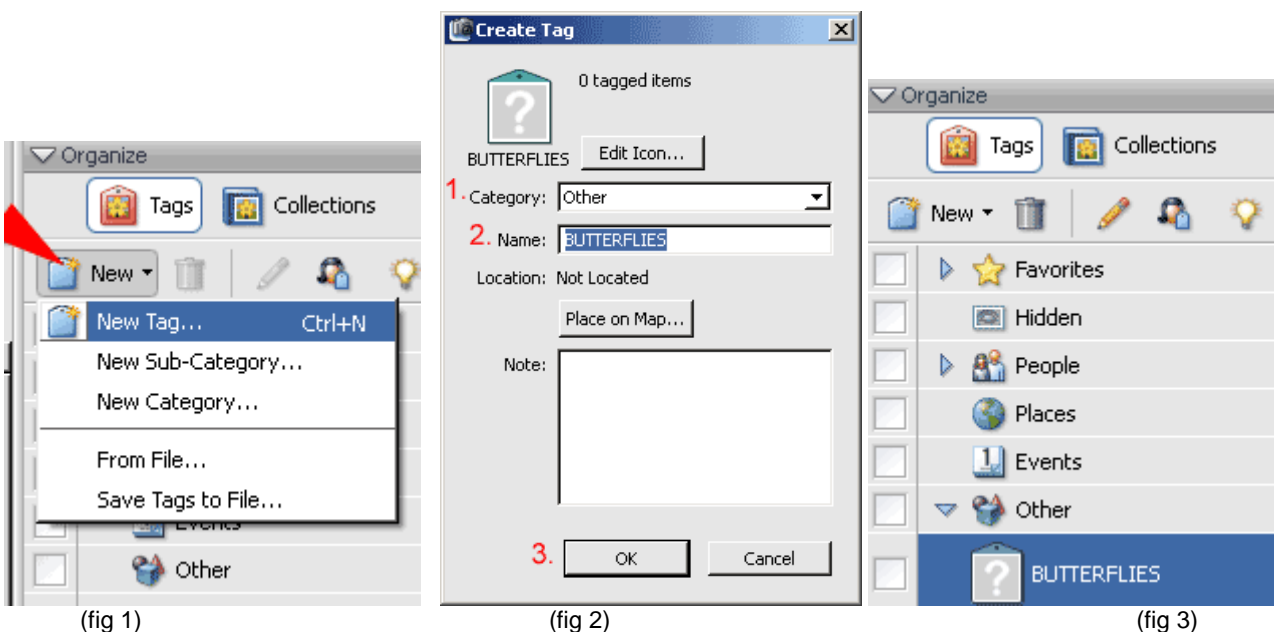 Organize
Tags
Collections
New
New Tag... Ctrl+N
New Sub-Category...
New Category...
From File...
Save Tags to File...
Events
Other
(fig 1)
Create Tag
0 tagged items
BUTTERFLIES
Edit Icon...
1. Category: Other
2. Name: BUTTERFLIES
Location: Not Located
Place on Map...
Note:
3. OK Cancel
(fig 2)
Organize
Tags
Collections
New
Favorites
Hidden
People
Places
1 Events
Other
BUTTERFLIES
(fig 3)